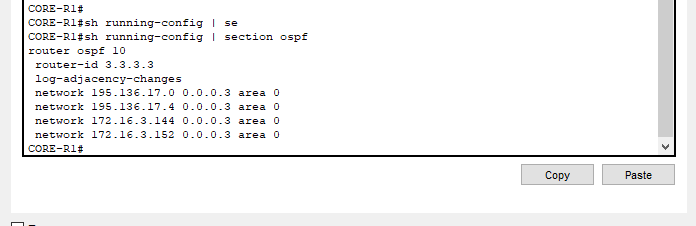 CORE-R1#
CORE-R1#sh running-config | se
CORE-R1#sh running-config | section ospf
router ospf 10
router-id 3.3.3.3
log-adjacency-changes
network 195.136.17.0 0.0.0.3 area 0
network 195.136.17.4 0.0.0.3 area 0
network 172.16.3.144 0.0.0.3 area 0
network 172.16.3.152 0.0.0.3 area 0
CORE-R1#
Copy Paste